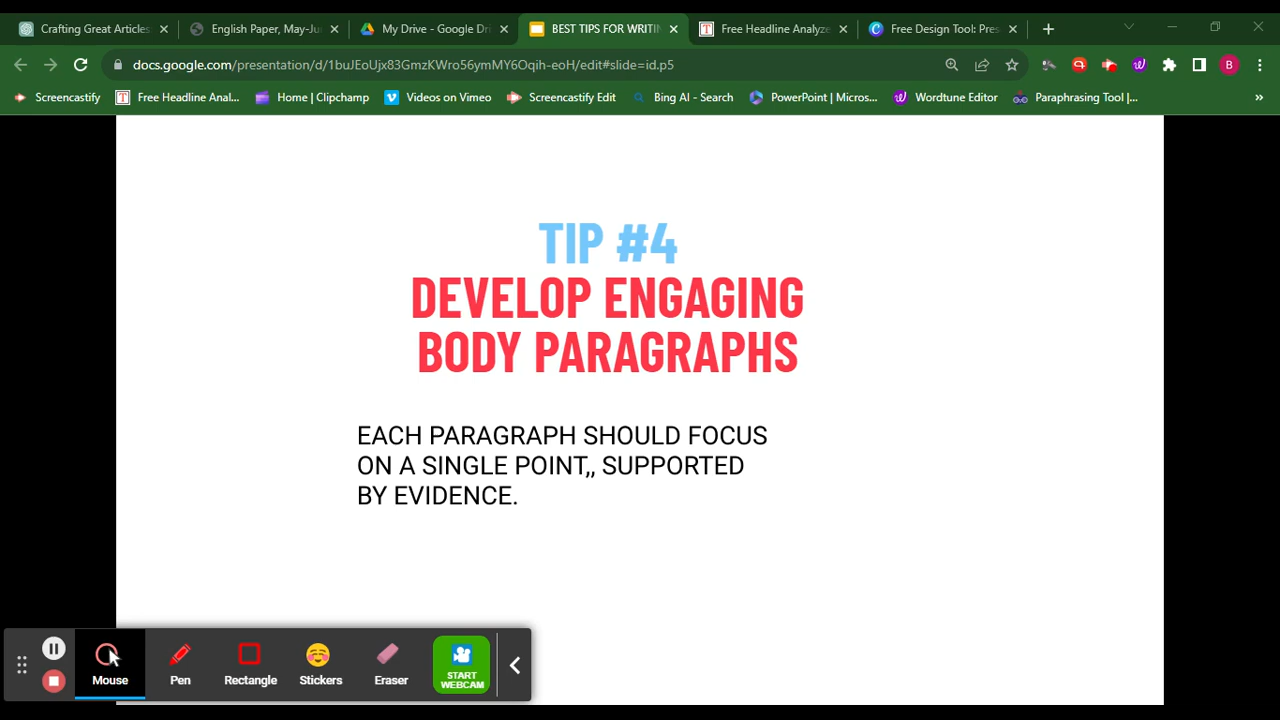 Crafting Great Articles
English Paper, May-Ju
My Drive - Google Dri
BEST TIPS FOR WRITIN
Free Headline Analyze
Free Design Tool: Pres
docs.google.com/presentation/d/1buJEoUjx83GmzKWro56ymMY6Oqih-eoH/edit#slide=id.p5
B
Screencastify
Free Headline Anal...
Home | Clipchamp
Videos on Vimeo
Screencastify Edit
Bing AI - Search
PowerPoint | Micros...
Wordtune Editor
Paraphrasing Tool |...
TIP #4
DEVELOP ENGAGING
BODY PARAGRAPHS
EACH PARAGRAPH SHOULD FOCUS
ON A SINGLE POINT,, SUPPORTED
BY EVIDENCE.
Mouse
Pen
Rectangle
Stickers
Eraser
START
WEBCAM